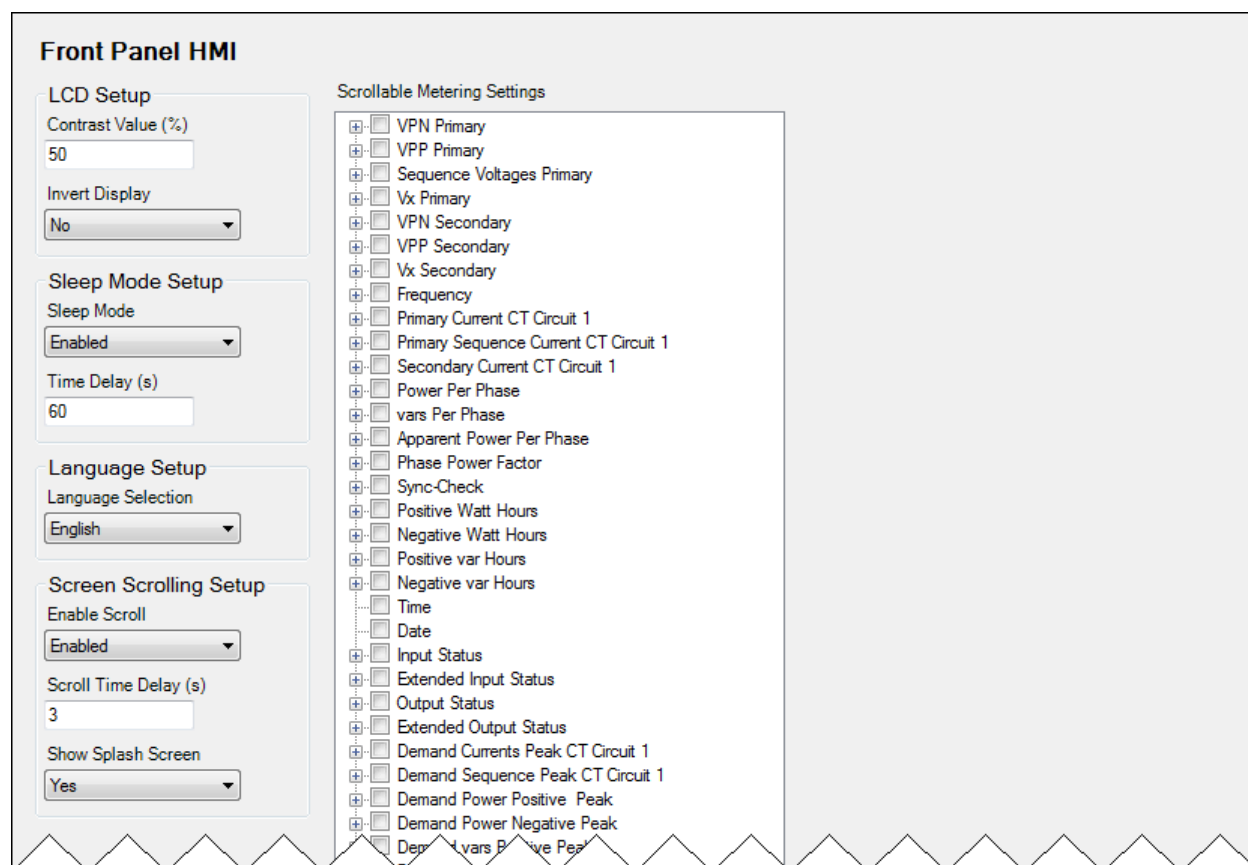 Front Panel HMI
LCD Setup
Contrast Value (%)
50
Invert Display
No
Sleep Mode Setup
Sleep Mode
Enabled
Time Delay (s)
60
Language Setup
Language Selection
English
Screen Scrolling Setup
Enable Scroll
Enabled
Scroll Time Delay (s)
3
Show Splash Screen
Yes
Scrollable Metering Settings
VPN Primary
VPP Primary
Sequence Voltages Primary
Vx Primary
VPN Secondary
VPP Secondary
Vx Secondary
Frequency
Primary Current CT Circuit 1
Primary Sequence Current CT Circuit 1
Secondary Current CT Circuit 1
Power Per Phase
vars Per Phase
Apparent Power Per Phase
Phase Power Factor
Sync-Check
Positive Watt Hours
Negative Watt Hours
Positive var Hours
Negative var Hours
Time
Date
Input Status
Extended Input Status
Output Status
Extended Output Status
Demand Currents Peak CT Circuit 1
Demand Sequence Peak CT Circuit 1
Demand Power Positive  Peak
Demand Power Negative Peak
vars